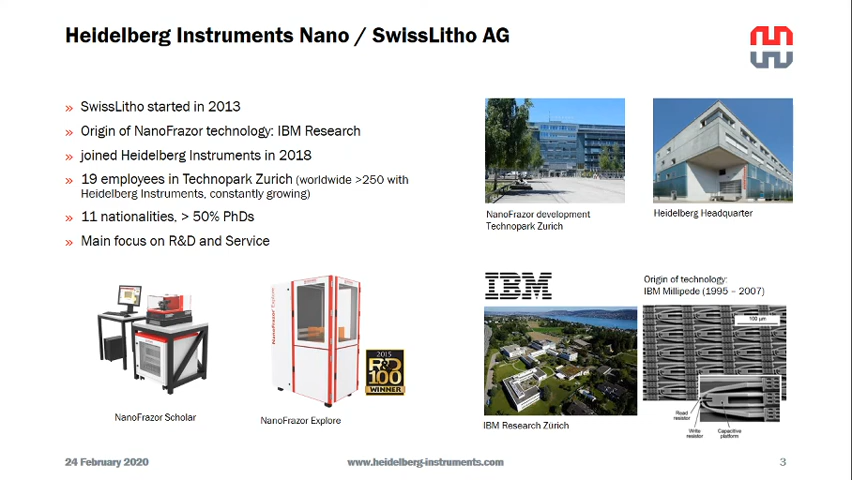 Heidelberg Instruments Nano / SwissLitho AG
» SwissLitho started in 2013
» Origin of NanoFrazor technology: IBM Research
» joined Heidelberg Instruments in 2018
» 19 employees in Technopark Zurich (worldwide >250 with
Heidelberg Instruments, constantly growing)
» 11 nationalities, > 50% PhDs
» Main focus on R&D and Service
NanoFrazor development
Technopark Zurich
Heidelberg Headquarter
NanoFrazor Explore
2015
R&D
100
WINNER
NanoFrazor Scholar
NanoFrazor Explore
IBM
Origin of technology:
IBM Millipede (1995 – 2007)
100 µm
Read
resistor
Write
resistor
Capacitive
platform
IBM Research Zürich
24 February 2020
www.heidelberg-instruments.com
3